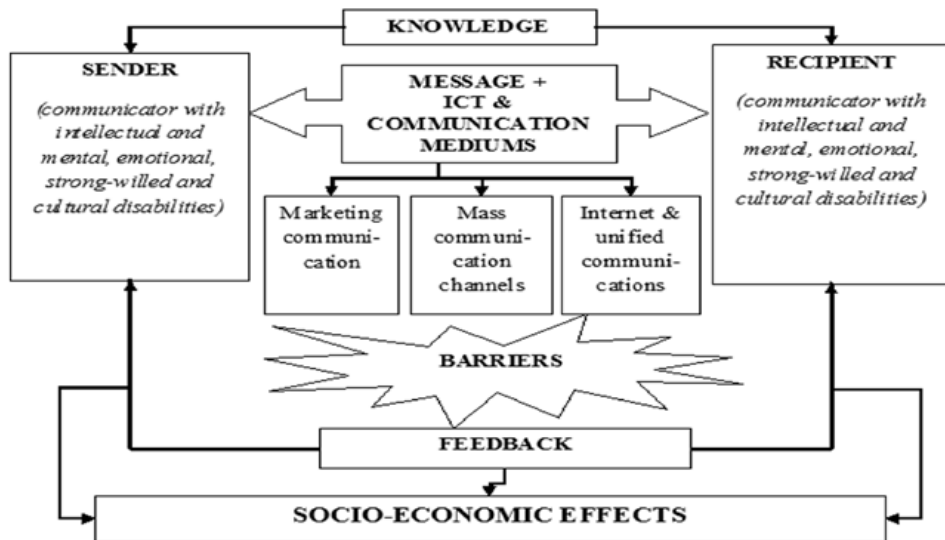 KNOWLEDGE
SENDER
(communicator with
intellectual and
mental, emotional,
strong-willed and
cultural disabilities)
MESSAGE +
ICT &
COMMUNICATION
MEDIUMS
RECIPIENT
(communicator with
intellectual and
mental, emotional,
strong-willed and
cultural disabilities)
Marketing
communi-
cation
Mass
commu-
nication
channels
Internet &
unified
communi-
cations
BARRIERS
FEEDBACK
SOCIO-ECONOMIC EFFECTS